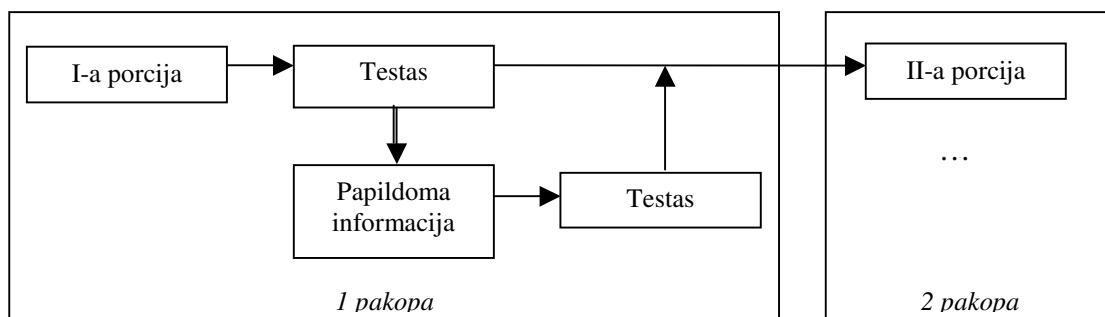 I-a porcija
Testas
II-a porcija
...
Papildoma
informacija
Testas
1 pakopa
2 pakopa